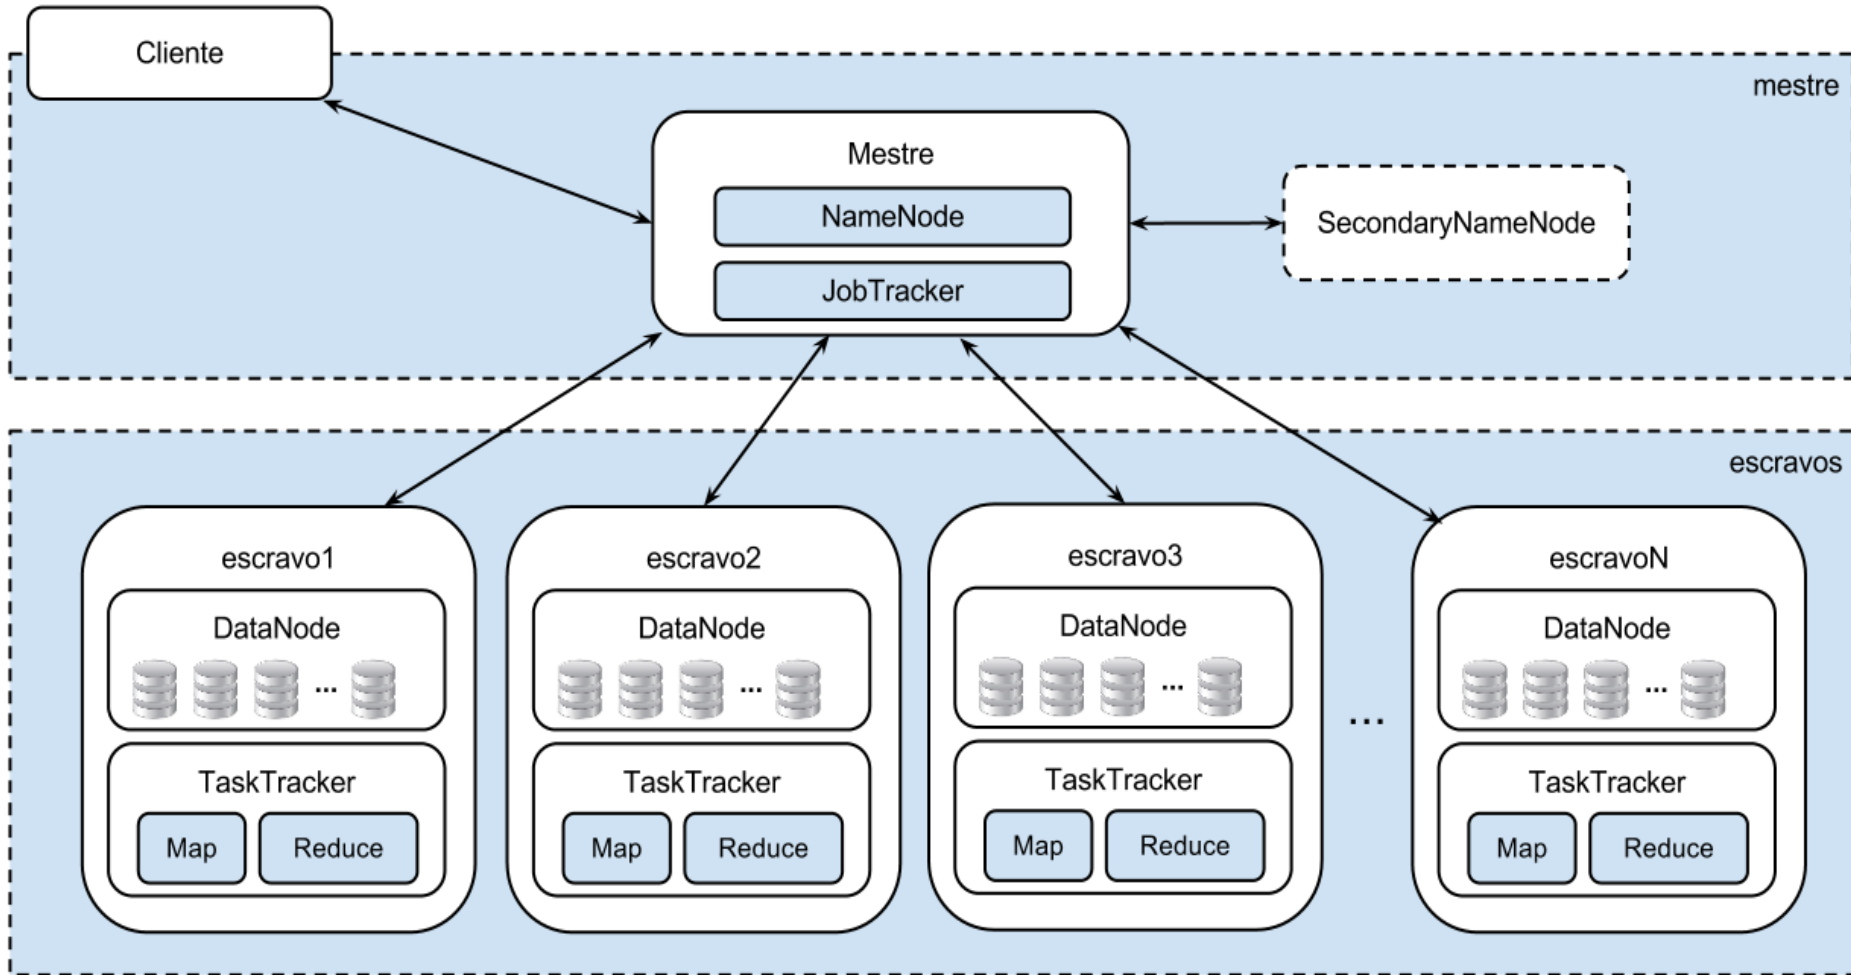 Cliente
mestre
Mestre
NameNode
JobTracker
SecondaryNameNode
escravos
escravo1
DataNode
...
TaskTracker
Map
Reduce
escravo2
DataNode
...
TaskTracker
Map
Reduce
escravo3
DataNode
...
TaskTracker
Map
Reduce
...
escravoN
DataNode
...
TaskTracker
Map
Reduce